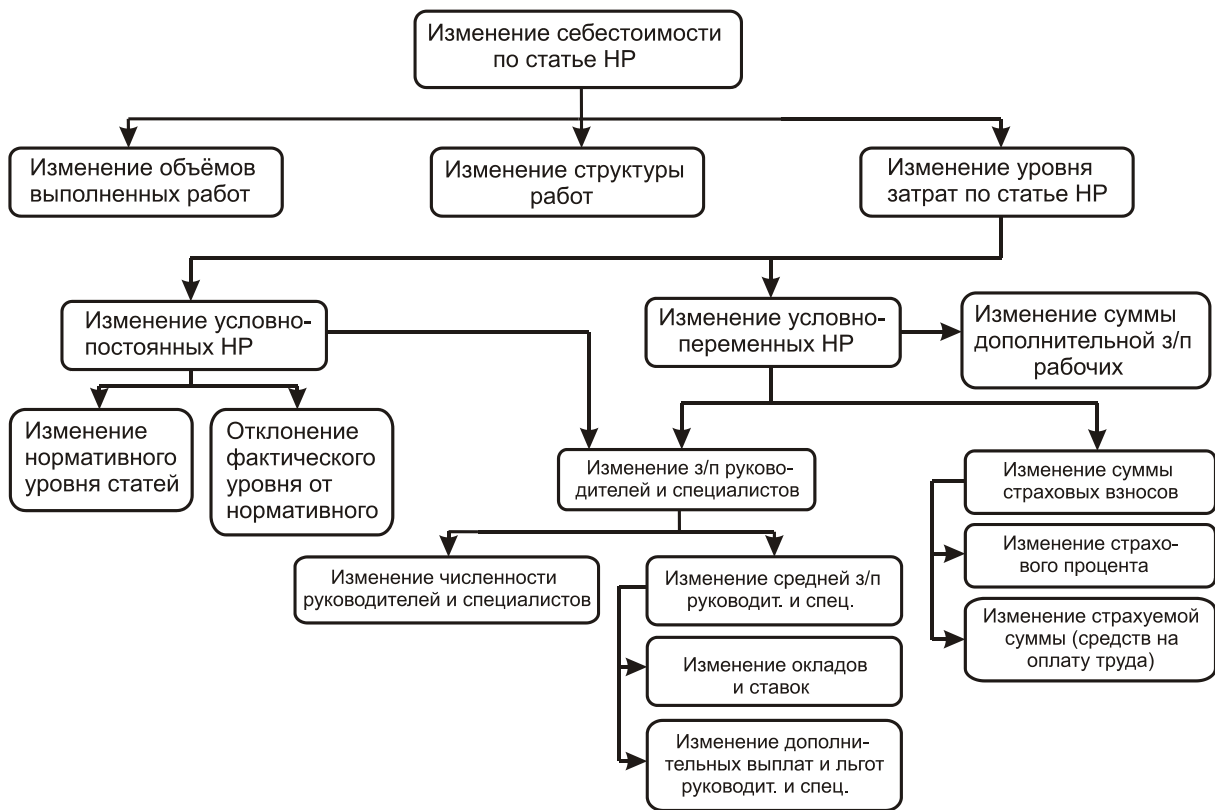 Изменение себестоимости
по статье НР
Изменение объёмов
выполненных работ
Изменение структуры
работ
Изменение уровня
затрат по статье НР
Изменение условно-
постоянных НР
Изменение условно-
переменных НР
Изменение суммы
дополнительной з/п
рабочих
Изменение
нормативного
уровня статей
Отклонение
фактического
уровня от
нормативного
Изменение з/п руково-
дителей и специалистов
Изменение суммы
страховых взносов
Изменение численности
руководителей и специалистов
Изменение средней з/п
руководит. и спец.
Изменение страхо-
вого процента
Изменение страхуемой
суммы (средств на
оплату труда)
Изменение окладов
и ставок
Изменение дополни-
тельных выплат и льгот
руководит. и спец.